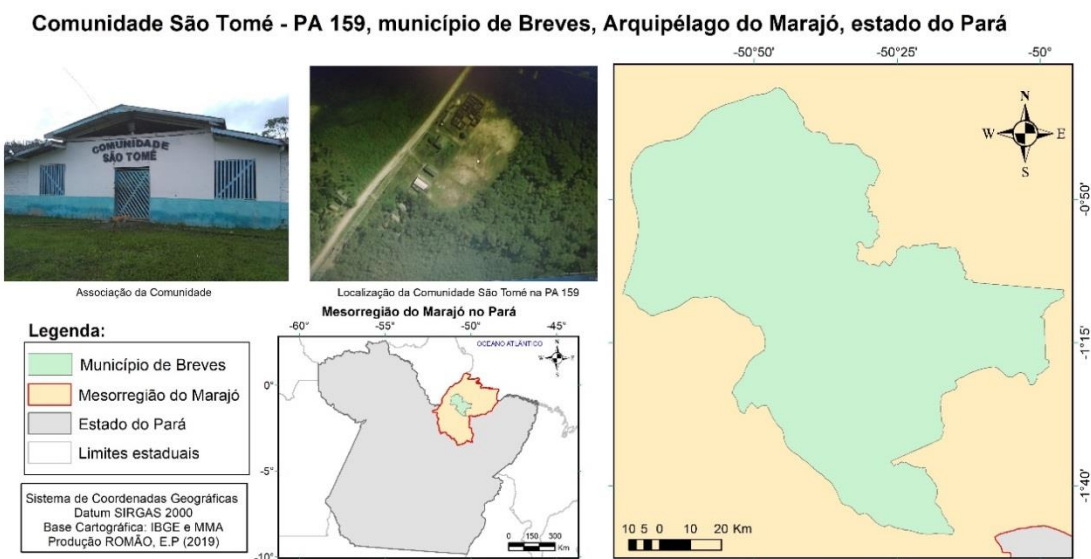 Comunidade São Tomé - PA 159, município de Breves, Arquipélago do Marajó, estado do Pará
COMUNIDADE
SÃO TOMÉ
Associação da Comunidade
Localização da Comunidade São Tomé na PA 159
Legenda:
Município de Breves
Mesorregião do Marajó
Estado do Pará
Limites estaduais
Sistema de Coordenadas Geográficas
Datum SIRGAS 2000
Base Cartográfica: IBGE e MMA
Produção ROMÃO, E.P (2019)
Mesorregião do Marajó no Pará
-60° -55° -50° -45°
OCEANO ATLÂNTICO
N
W E
S
0°
-5°
-10°
0 150 300
Km
-50°50' -50°25' -50°
N
W E
S
-0°50'
-1°15'
-1°40'
10 5 0 10 20 Km